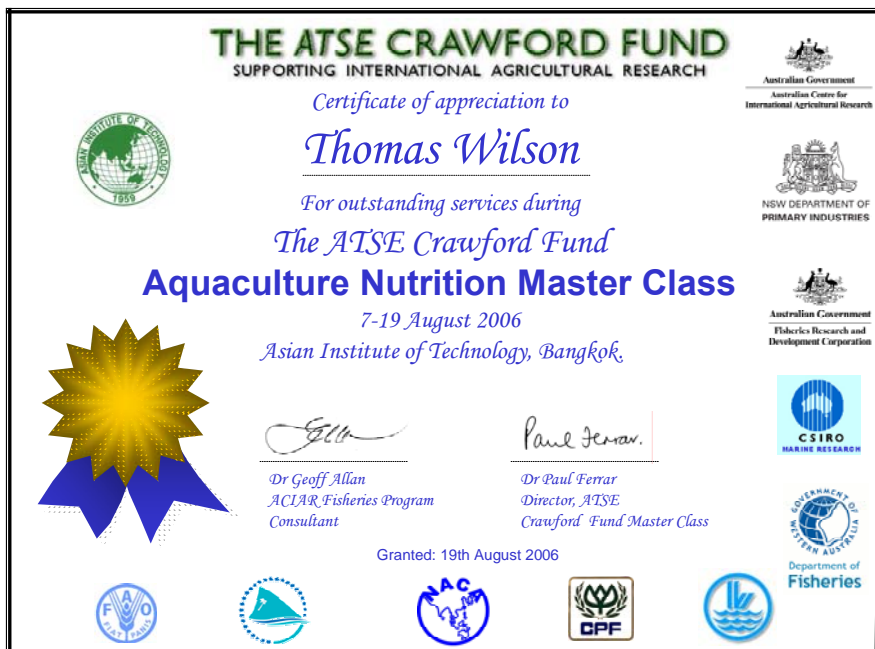 THE ATSE CRAWFORD FUND
SUPPORTING INTERNATIONAL AGRICULTURAL RESEARCH
Certificate of appreciation to
Thomas Wilson
For outstanding services during
The ATSE Crawford Fund
Aquaculture Nutrition Master Class
7-19 August 2006
Asian Institute of Technology, Bangkok.
Paul Ferrar.
Dr Geoff Allan
ACIAR Fisheries Program
Consultant
Dr Paul Ferrar
Director, ATSE
Crawford Fund Master Class
Granted: 19th August 2006
ASIAN INSTITUTE OF TECHNOLOGY
1959
Australian Government
Australian Centre for
International Agricultural Research
NSW DEPARTMENT OF
PRIMARY INDUSTRIES
Australian Government
Fisheries Research and
Development Corporation
CSIRO
MARINE RESEARCH
GOVERNMENT OF
WESTERN AUSTRALIA
Department of
Fisheries
FAO
FIAT PANIS
NACA
CPF